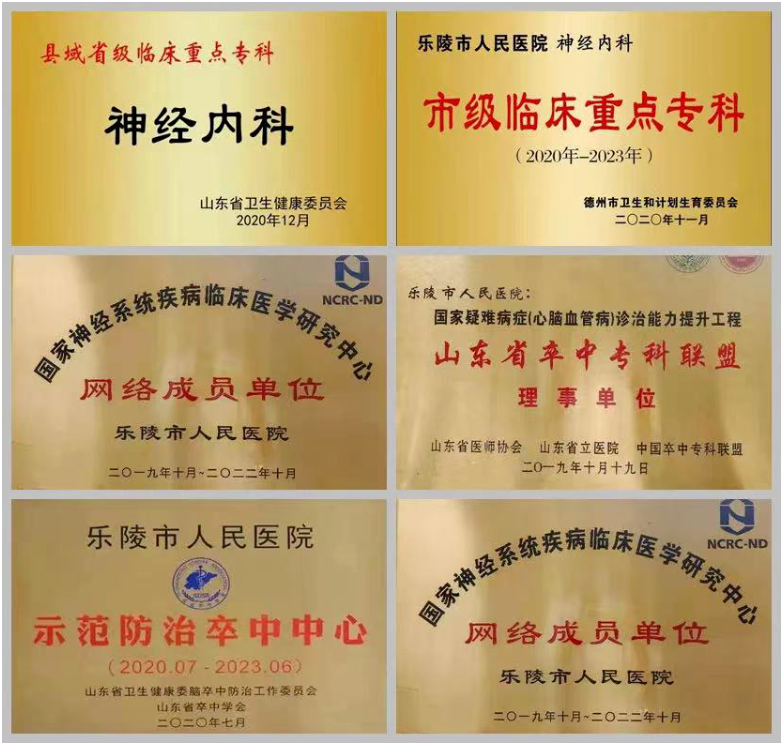 县域省级临床重点专科
神经内科
山东省卫生健康委员会
2020年12月
乐陵市人民医院 神经内科
市级临床重点专科
（2020年-2023年）
德州市卫生和计划生育委员会
二〇二〇年十一月
NCRC-ND
国家神经系统疾病临床医学研究中心
网络成员单位
乐陵市人民医院
二〇一九年十月~二〇二二年十月
乐陵市人民医院：
国家疑难病症(心脑血管病)诊治能力提升工程
山东省卒中专科联盟
理事单位
山东省医师协会 山东省立医院 中国卒中专科联盟
二〇一九年十月十九日
乐陵市人民医院
示范防治卒中中心
(2020.07-2023.06)
山东省卫生健康委脑卒中防治工作委员会
山东省卒中学会
二〇二〇年七月
NCRC-ND
国家神经系统疾病临床医学研究中心
网络成员单位
乐陵市人民医院
二〇一九年十月~二〇二二年十月